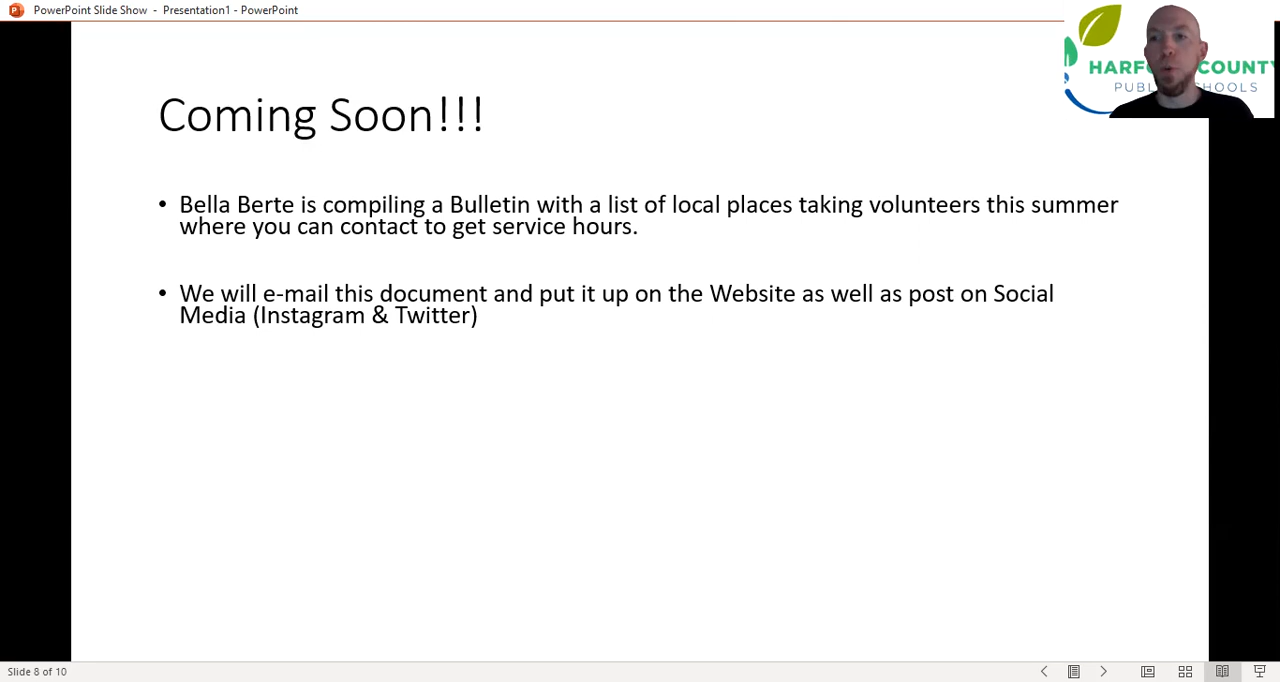 PowerPoint Slide Show - Presentation1 - PowerPoint
HARF COUNTY
PUBL SCHOOLS
Coming Soon!!!
• Bella Berte is compiling a Bulletin with a list of local places taking volunteers this summer
where you can contact to get service hours.
• We will e-mail this document and put it up on the Website as well as post on Social
Media (Instagram & Twitter)
Slide 8 of 10